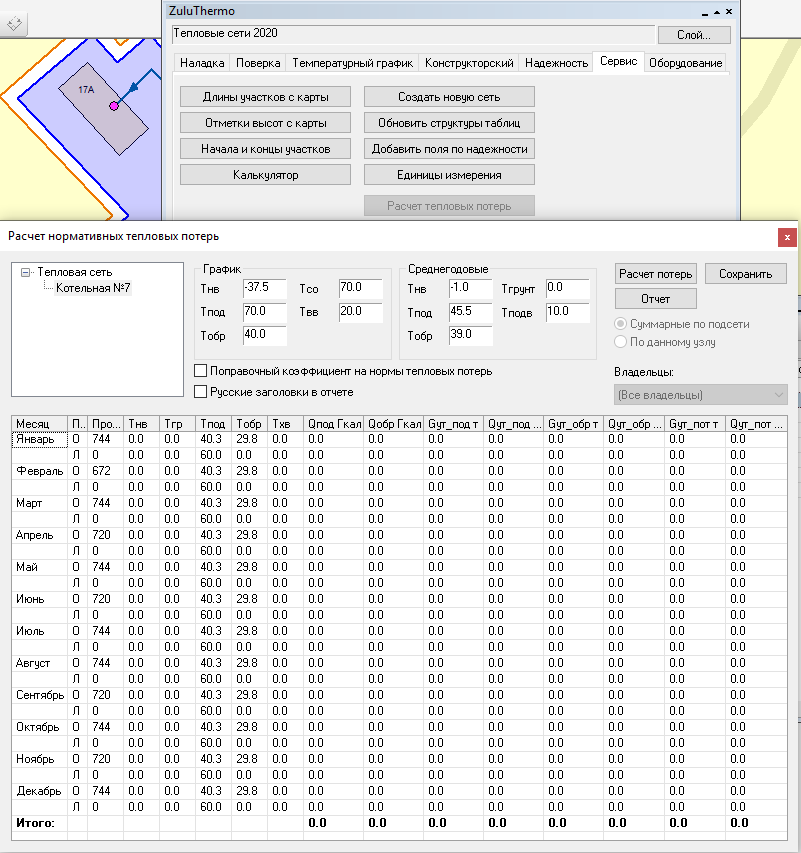 ZuluThermo
Тепловые сети 2020 Слой...
Наладка Поверка Температурный график Конструкторский Надежность Сервис Оборудование
17А
Длины участков с карты Создать новую сеть
Отметки высот с карты Обновить структуры таблиц
Начала и концы участков Добавить поля по надежности
Калькулятор Единицы измерения
Расчет тепловых потерь
Расчет нормативных тепловых потерь
Тепловая сеть
Котельная №7
График
Тнв -37.5 Тсо 70.0
Тпод 70.0 Твв 20.0
Тобр 40.0
Среднегодовые
Тнв -1.0 Тгрунт 0.0
Тпод 45.5 Тподв 10.0
Тобр 39.0
Расчет потерь Сохранить
Отчет
Суммарные по подсети
По данному узлу
Поправочный коэффициент на нормы тепловых потерь
Русские заголовки в отчете
Владельцы:
(Все владельцы)
Месяц П.. Про... Тнв Тгр Тпод Тобр Тхв Qпод Гкал Qобр Гкал Gут_под т Qут_под ... Gут_обр т Qут_обр ... Gут_пот т Qут_пот ...
Январь О 744 0.0 0.0 40.3 29.8 0.0 0.0 0.0 0.0 0.0 0.0 0.0 0.0 0.0
Л 0 0.0 0.0 60.0 0.0 0.0 0.0 0.0 0.0 0.0 0.0 0.0 0.0 0.0
Февраль О 672 0.0 0.0 40.3 29.8 0.0 0.0 0.0 0.0 0.0 0.0 0.0 0.0 0.0
Л 0 0.0 0.0 60.0 0.0 0.0 0.0 0.0 0.0 0.0 0.0 0.0 0.0 0.0
Март О 744 0.0 0.0 40.3 29.8 0.0 0.0 0.0 0.0 0.0 0.0 0.0 0.0 0.0
Л 0 0.0 0.0 60.0 0.0 0.0 0.0 0.0 0.0 0.0 0.0 0.0 0.0 0.0
Апрель О 720 0.0 0.0 40.3 29.8 0.0 0.0 0.0 0.0 0.0 0.0 0.0 0.0 0.0
Л 0 0.0 0.0 60.0 0.0 0.0 0.0 0.0 0.0 0.0 0.0 0.0 0.0 0.0
Май О 744 0.0 0.0 40.3 29.8 0.0 0.0 0.0 0.0 0.0 0.0 0.0 0.0 0.0
Л 0 0.0 0.0 60.0 0.0 0.0 0.0 0.0 0.0 0.0 0.0 0.0 0.0 0.0
Июнь О 720 0.0 0.0 40.3 29.8 0.0 0.0 0.0 0.0 0.0 0.0 0.0 0.0 0.0
Л 0 0.0 0.0 60.0 0.0 0.0 0.0 0.0 0.0 0.0 0.0 0.0 0.0 0.0
Июль О 744 0.0 0.0 40.3 29.8 0.0 0.0 0.0 0.0 0.0 0.0 0.0 0.0 0.0
Л 0 0.0 0.0 60.0 0.0 0.0 0.0 0.0 0.0 0.0 0.0 0.0 0.0 0.0
Август О 744 0.0 0.0 40.3 29.8 0.0 0.0 0.0 0.0 0.0 0.0 0.0 0.0 0.0
Л 0 0.0 0.0 60.0 0.0 0.0 0.0 0.0 0.0 0.0 0.0 0.0 0.0 0.0
Сентябрь О 720 0.0 0.0 40.3 29.8 0.0 0.0 0.0 0.0 0.0 0.0 0.0 0.0 0.0
Л 0 0.0 0.0 60.0 0.0 0.0 0.0 0.0 0.0 0.0 0.0 0.0 0.0 0.0
Октябрь О 744 0.0 0.0 40.3 29.8 0.0 0.0 0.0 0.0 0.0 0.0 0.0 0.0 0.0
Л 0 0.0 0.0 60.0 0.0 0.0 0.0 0.0 0.0 0.0 0.0 0.0 0.0 0.0
Ноябрь О 720 0.0 0.0 40.3 29.8 0.0 0.0 0.0 0.0 0.0 0.0 0.0 0.0 0.0
Л 0 0.0 0.0 60.0 0.0 0.0 0.0 0.0 0.0 0.0 0.0 0.0 0.0 0.0
Декабрь О 744 0.0 0.0 40.3 29.8 0.0 0.0 0.0 0.0 0.0 0.0 0.0 0.0 0.0
Л 0 0.0 0.0 60.0 0.0 0.0 0.0 0.0 0.0 0.0 0.0 0.0 0.0 0.0
Итого: 0.0 0.0 0.0 0.0 0.0 0.0 0.0 0.0